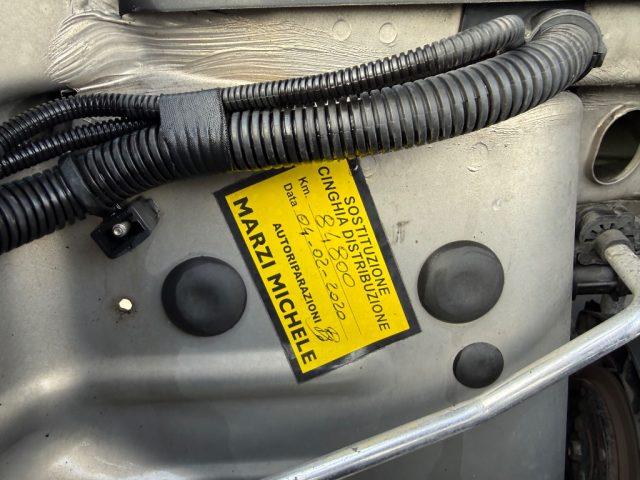 SOSTITUZIONE
CINGHIA DISTRIBUZIONE
Km. 84800
Data 04-02-2020
AUTORIPARAZIONI
MARZI MICHELE